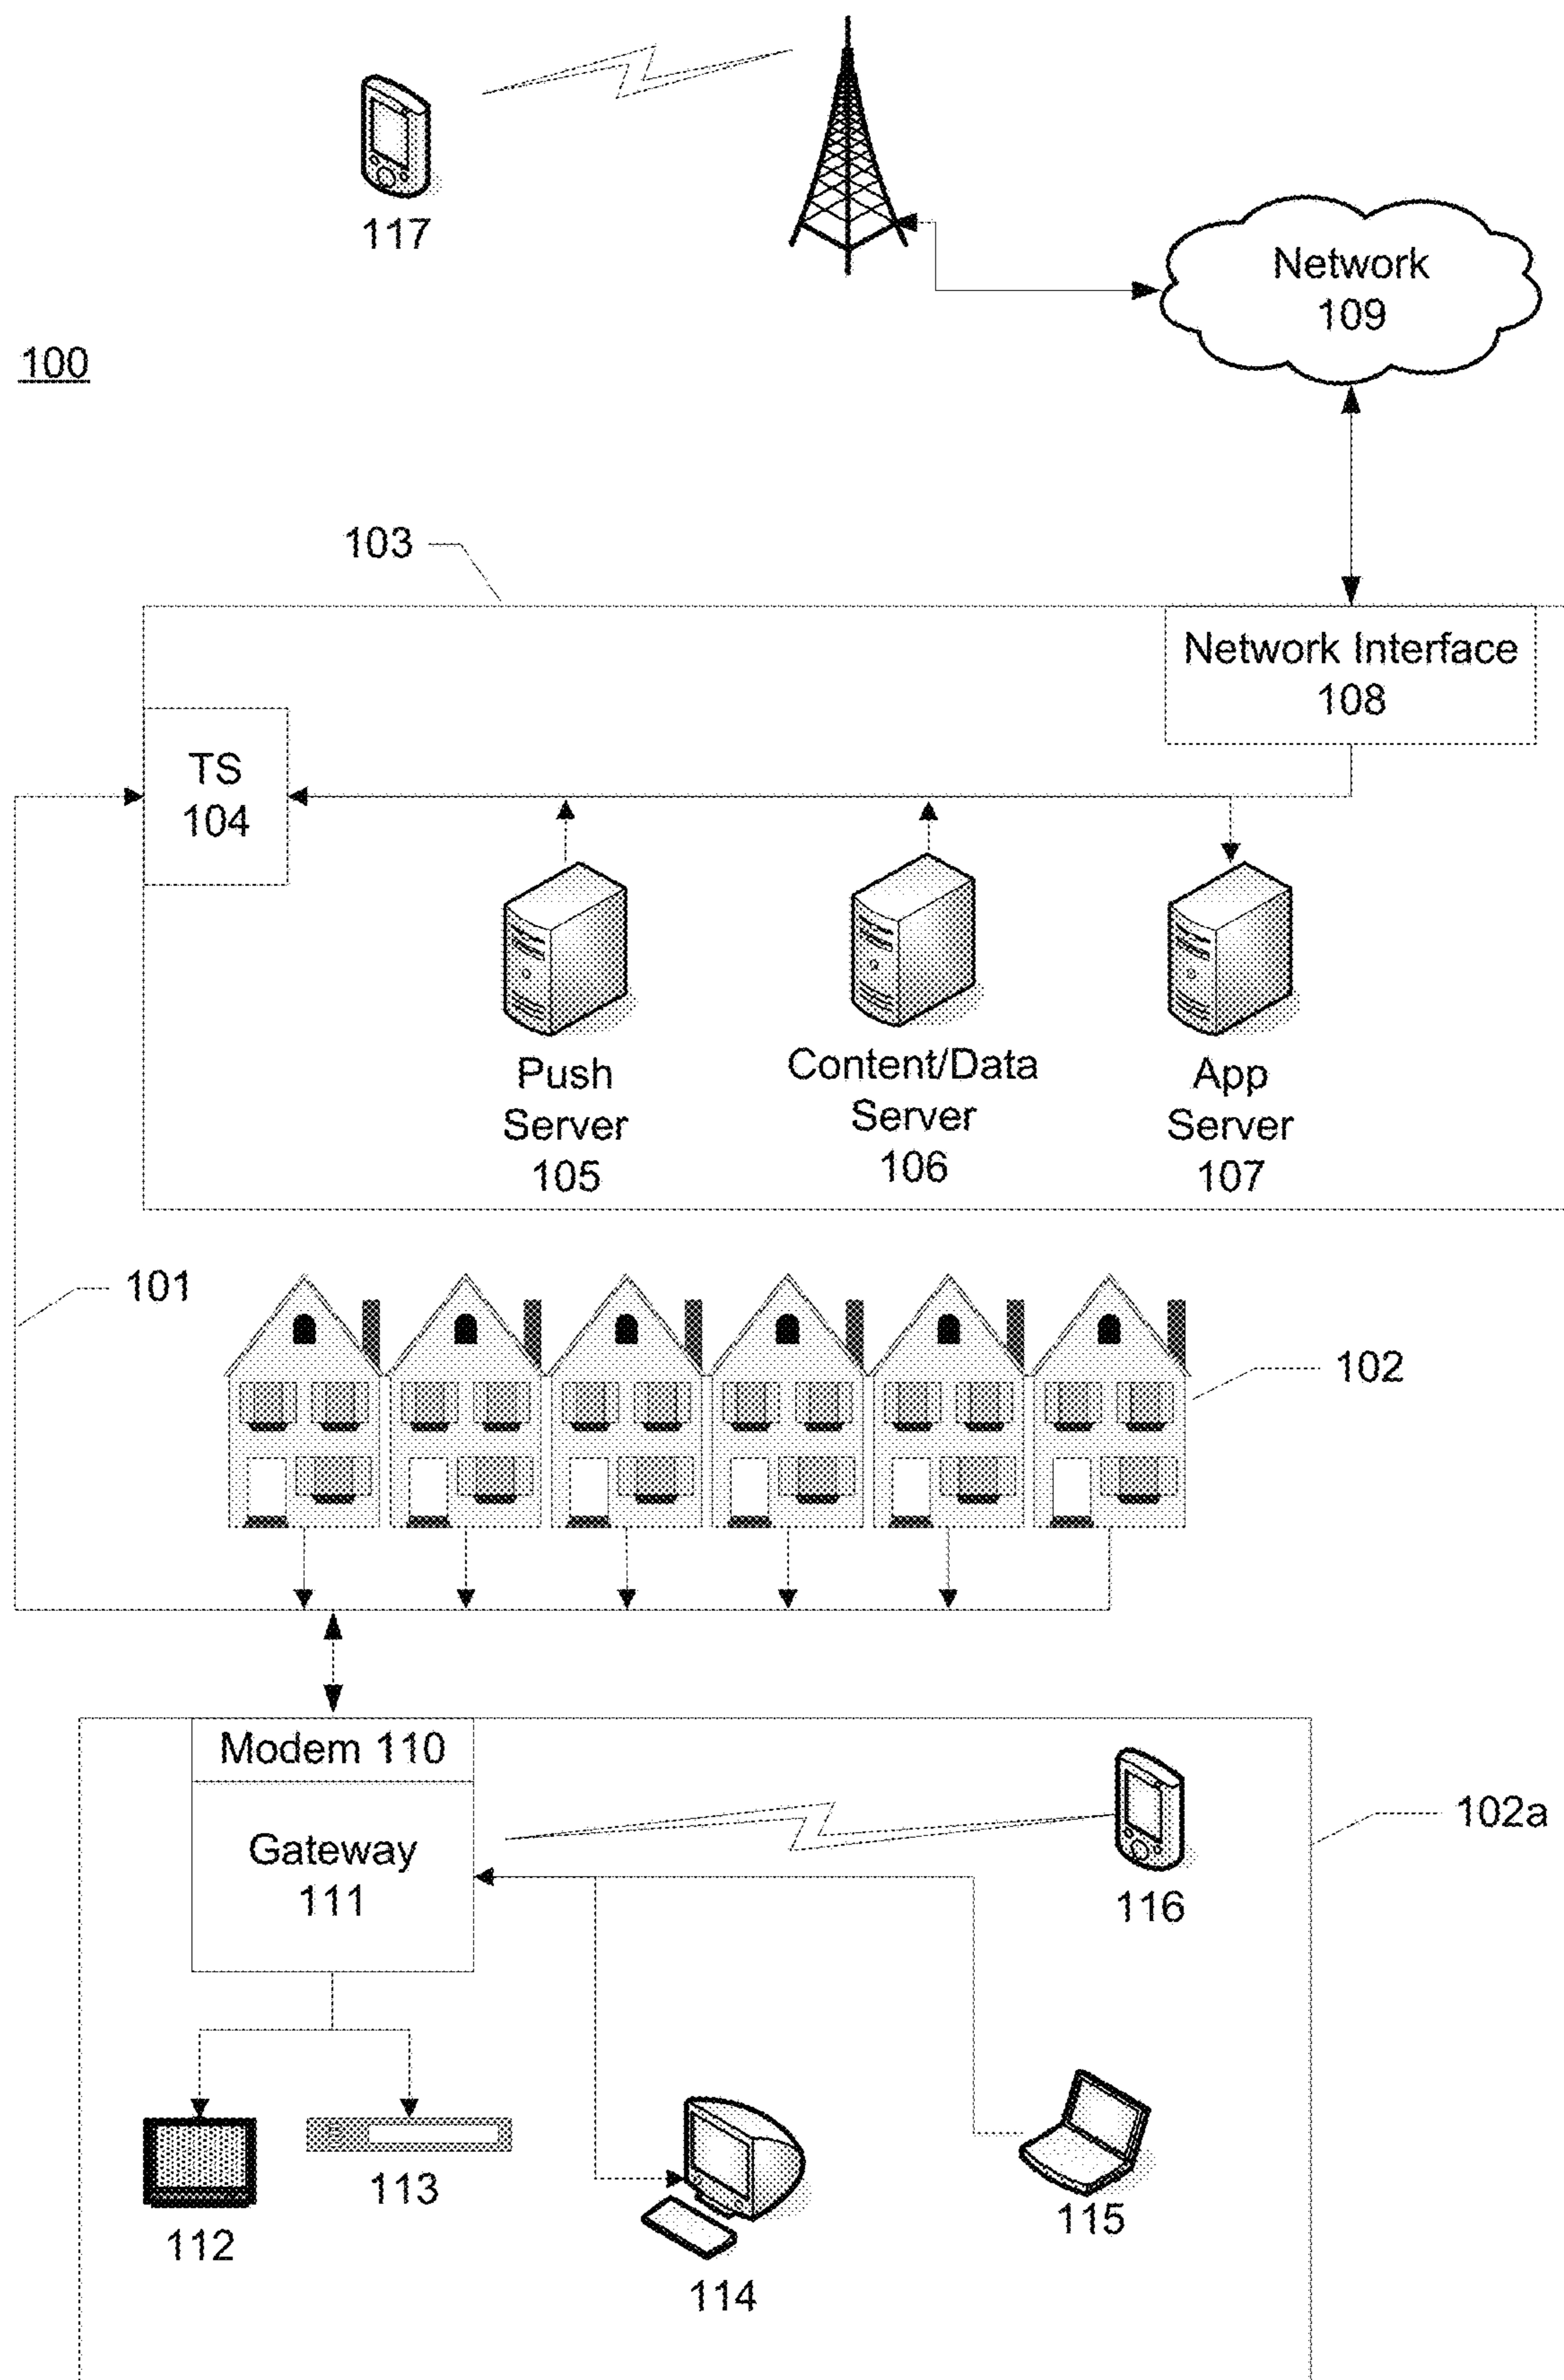 117
Network
109
100
103
Network Interface
108
TS
104
Push
Server
105
Content/Data
Server
106
App
Server
107
101
102
Modem 110
Gateway
111
116
102a
112
113
114
115